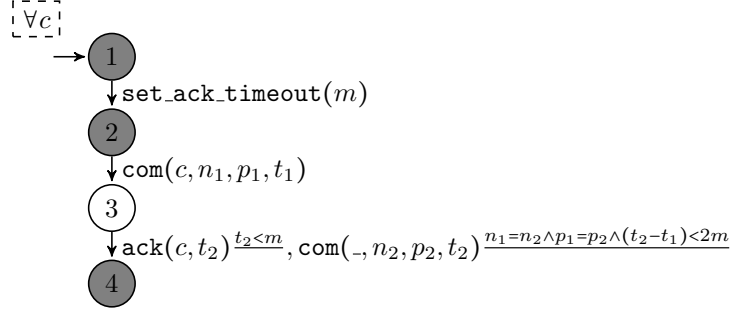 ∀c
1
set_ack_timeout(m)
2
com(c, n₁, p₁, t₁)
3
ack(c, t₂) t₂<m, com(_, n₂, p₂, t₂) n₁=n₂∧p₁=p₂∧(t₂−t₁)<2m
4